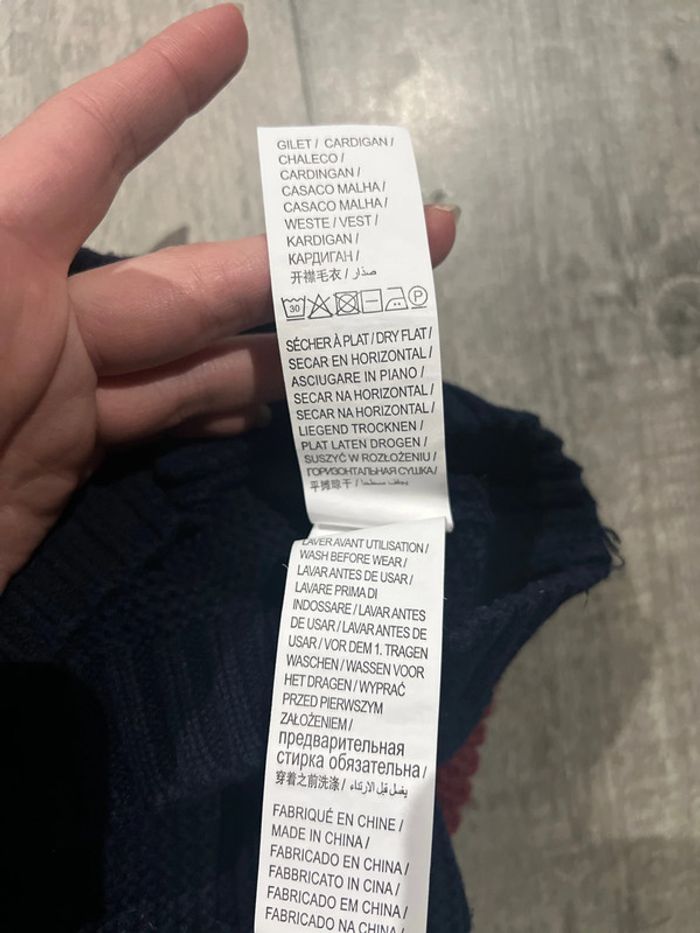 GILET / CARDIGAN /
CHALECO /
CARDINGAN /
CASACO MALHA /
CASACO MALHA /
WESTE / VEST /
KARDIGAN /
КАРДИГАН /
开襟毛衣 / صدار /
30 P
SÉCHER À PLAT / DRY FLAT /
SECAR EN HORIZONTAL /
ASCIUGARE IN PIANO /
SECAR NA HORIZONTAL /
SECAR NA HORIZONTAL /
LIEGEND TROCKNEN /
PLAT LATEN DROGEN /
SUSZYĆ W ROZŁOŻENIU /
ГОРИЗОНТАЛЬНАЯ СУШКА/
平摊晾干 /
LAVER AVANT UTILISATION /
WASH BEFORE WEAR /
LAVAR ANTES DE USAR /
LAVARE PRIMA DI
INDOSSARE / LAVAR ANTES
DE USAR / LAVAR ANTES DE
USAR / VOR DEM 1. TRAGEN
WASCHEN / WASSEN VOOR
HET DRAGEN / WYPRAĆ
PRZED PIERWSZYM
ZAŁOŻENIEM /
предварительная
стирка обязательна /
穿着之前洗涤 / يغسل قبل الارتداء /
FABRIQUÉ EN CHINE /
MADE IN CHINA /
FABRICADO EN CHINA /
FABBRICATO IN CINA /
FABRICADO EM CHINA /
FABRICADO NA CHINA /